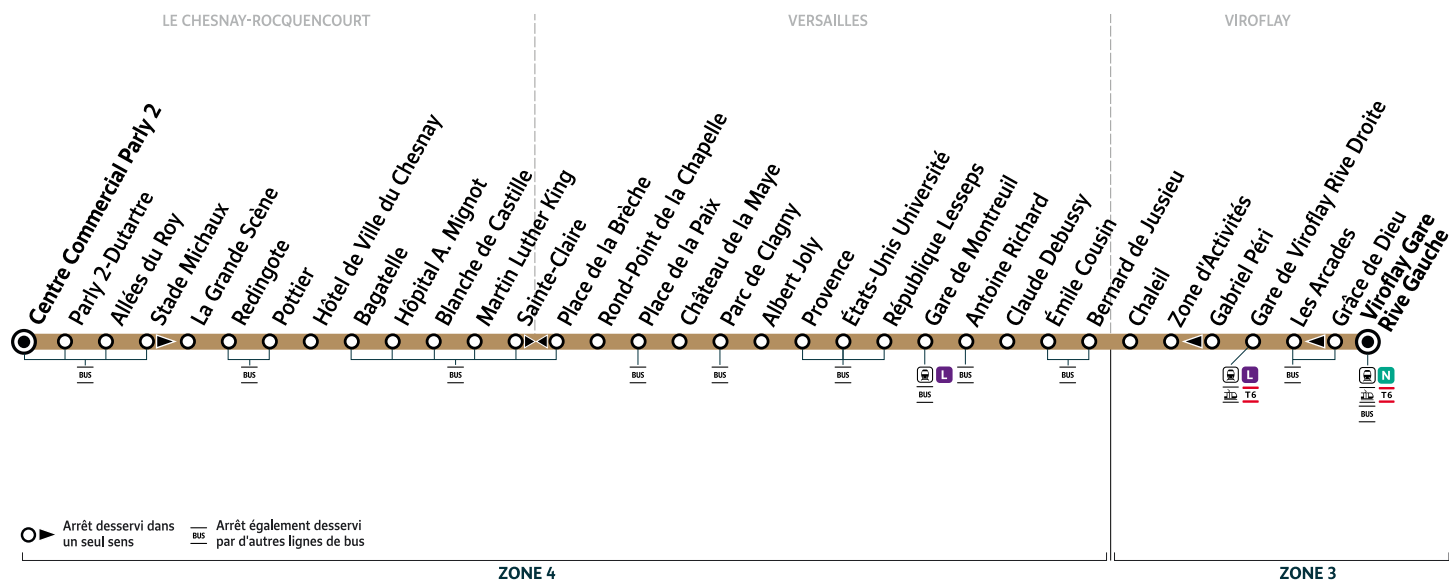 LE CHESNAY-ROCQUENCOURT
VERSAILLES
VIROFLAY
Centre Commercial Parly 2
Parly 2-Dutartre
Allées du Roy
Stade Michaux
La Grande Scène
Redingote
Pottier
Hôtel de Ville du Chesnay
Bagatelle
Hôpital A. Mignot
Blanche de Castille
Martin Luther King
Sainte-Claire
Place de la Brèche
Rond-Point de la Chapelle
Place de la Paix
Château de la Maye
Parc de Clagny
Albert Joly
Provence
États-Unis Université
République Lesseps
Gare de Montreuil
Antoine Richard
Claude Debussy
Émile Cousin
Bernard de Jussieu
Chaleil
Zone d'Activités
Gabriel Péri
Gare de Viroflay Rive Droite
Les Arcades
Grâce de Dieu
Viroflay Gare
Rive Gauche
BUS
BUS
BUS
BUS
BUS
BUS
BUS
L
BUS
BUS
BUS
L
T6
BUS
N
T6
BUS
Arrêt desservi dans
un seul sens
BUS
Arrêt également desservi
par d'autres lignes de bus
ZONE 4
ZONE 3